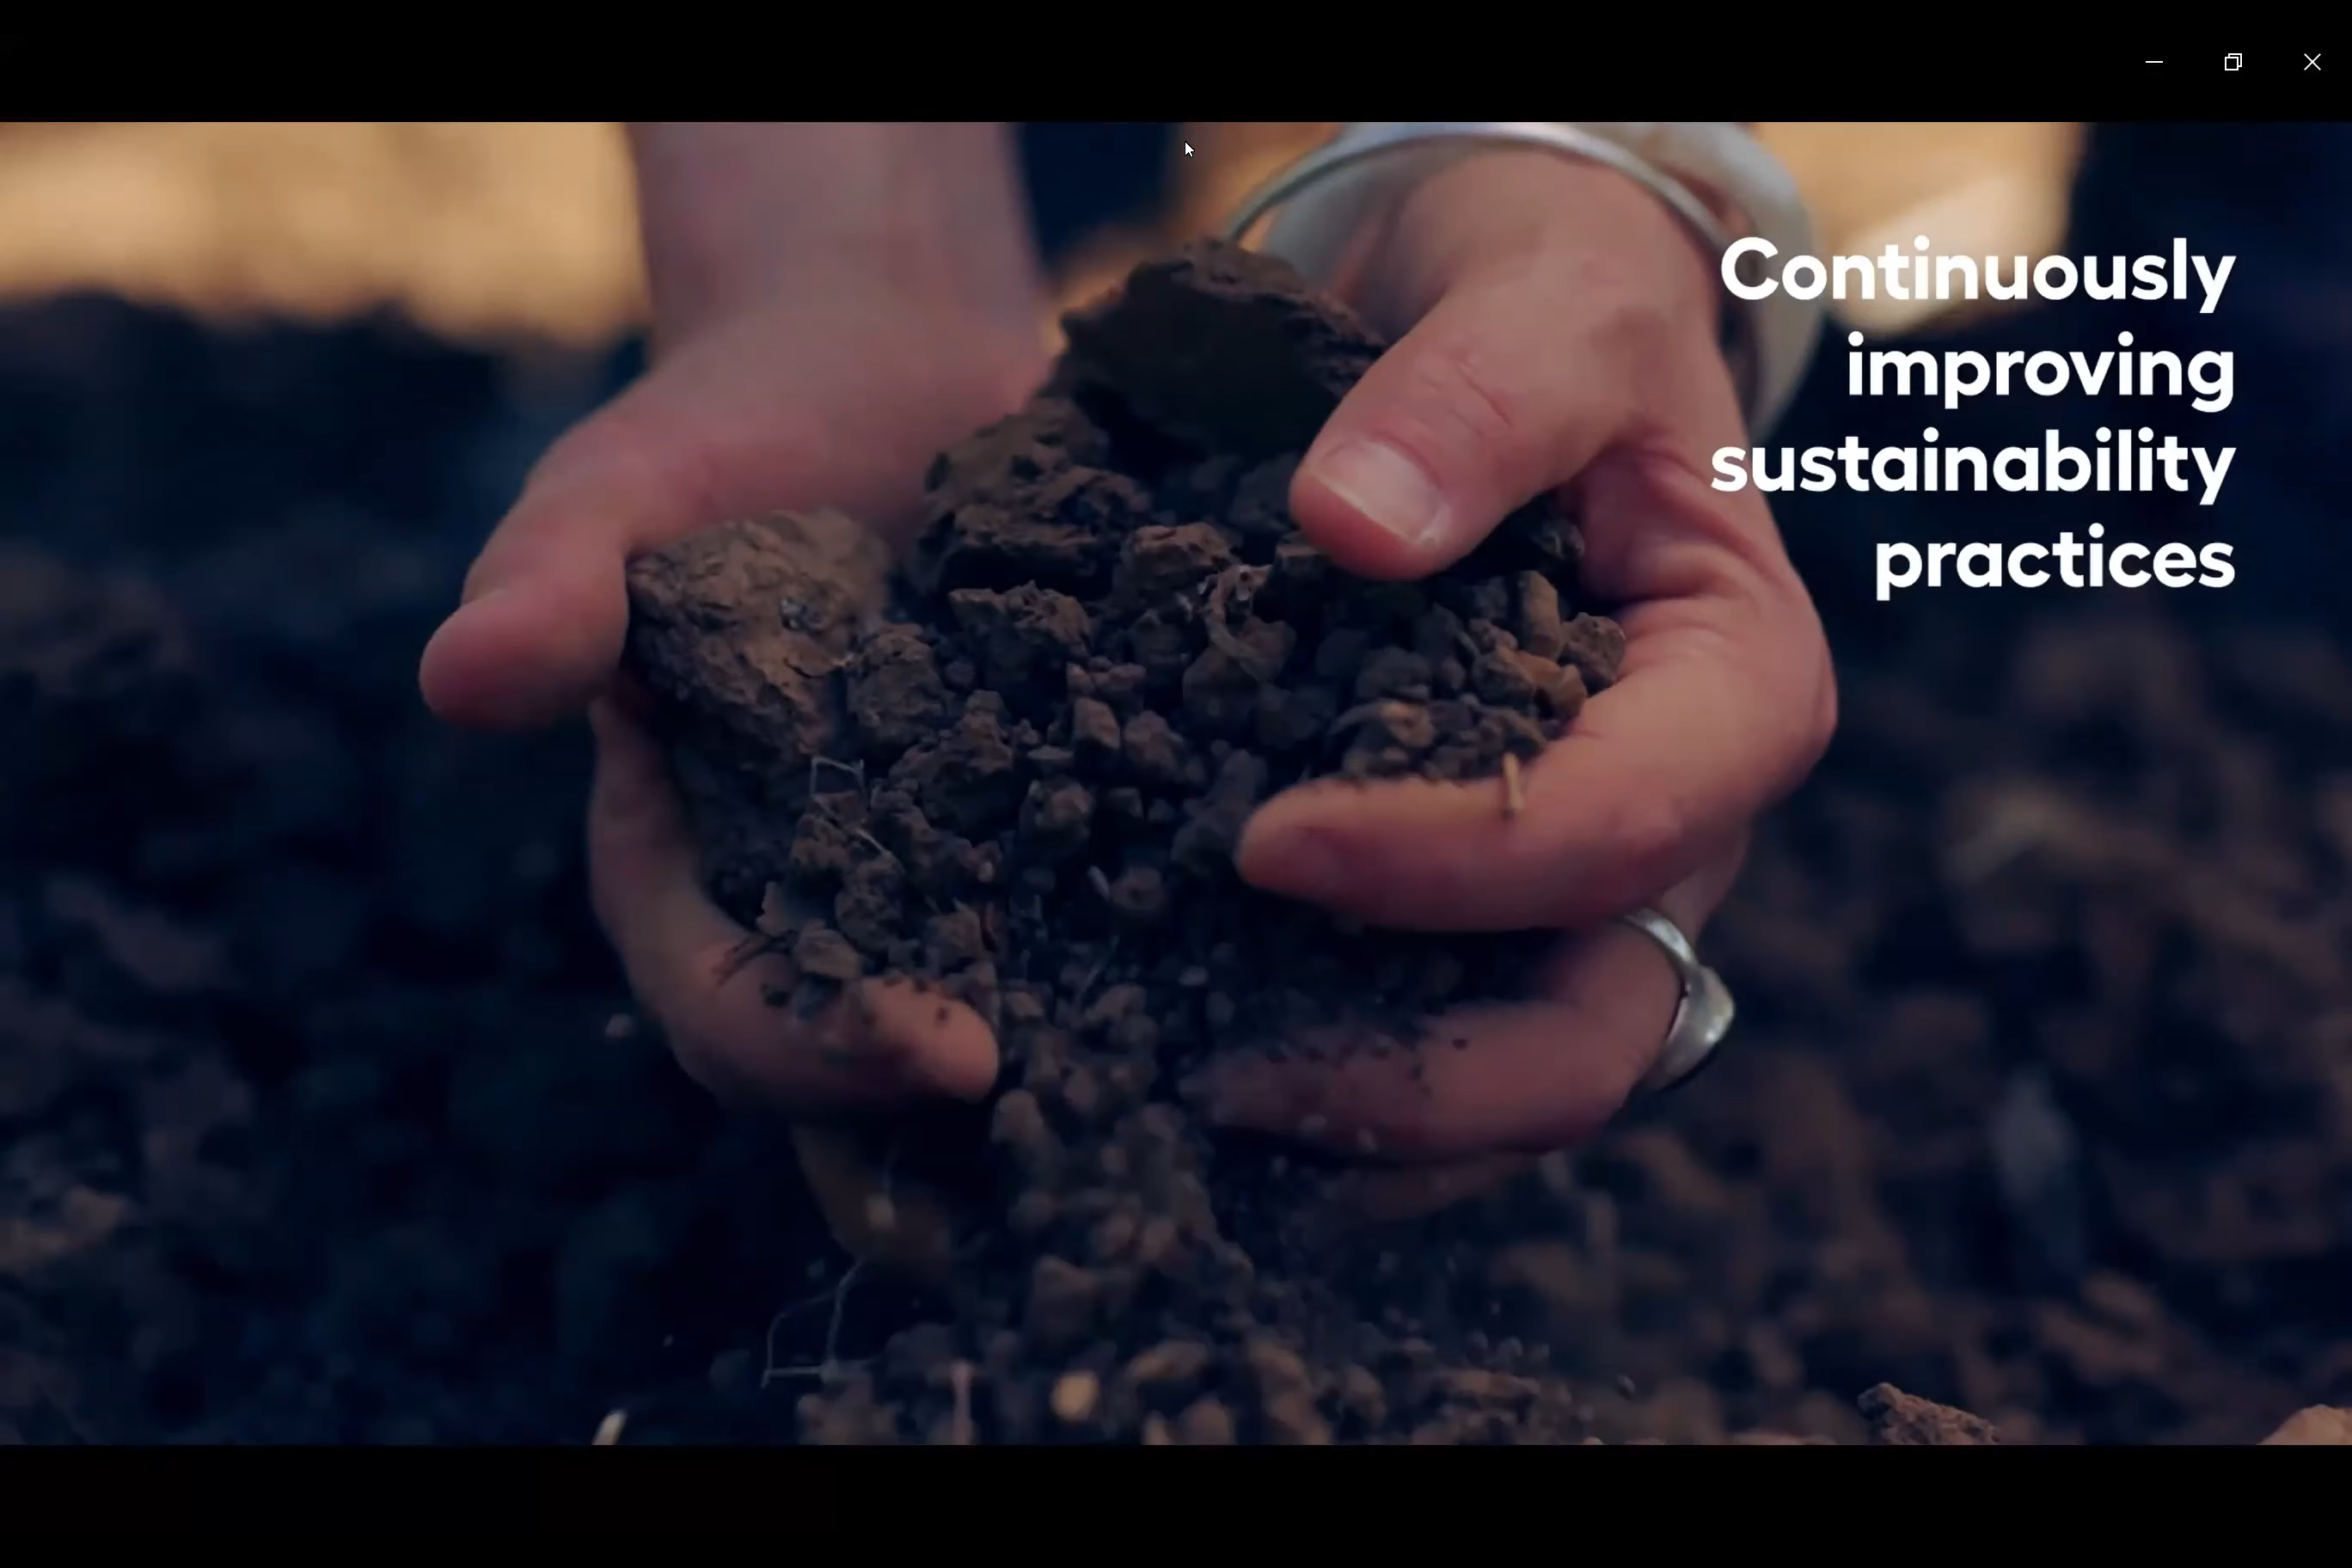 Continuously
improving
sustainability
practices